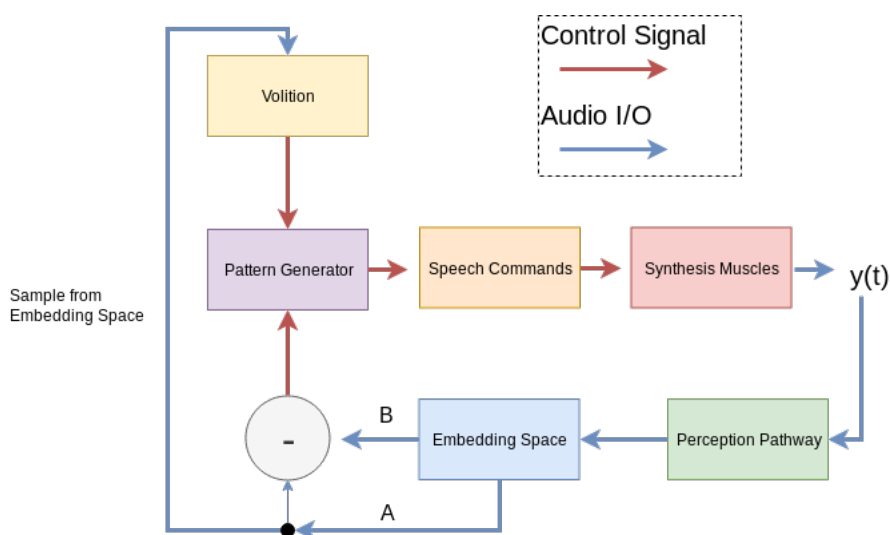 Control Signal
Audio I/O
Volition
Pattern Generator
Speech Commands
Synthesis Muscles
y(t)
Sample from
Embedding Space
-
B
Embedding Space
Perception Pathway
A